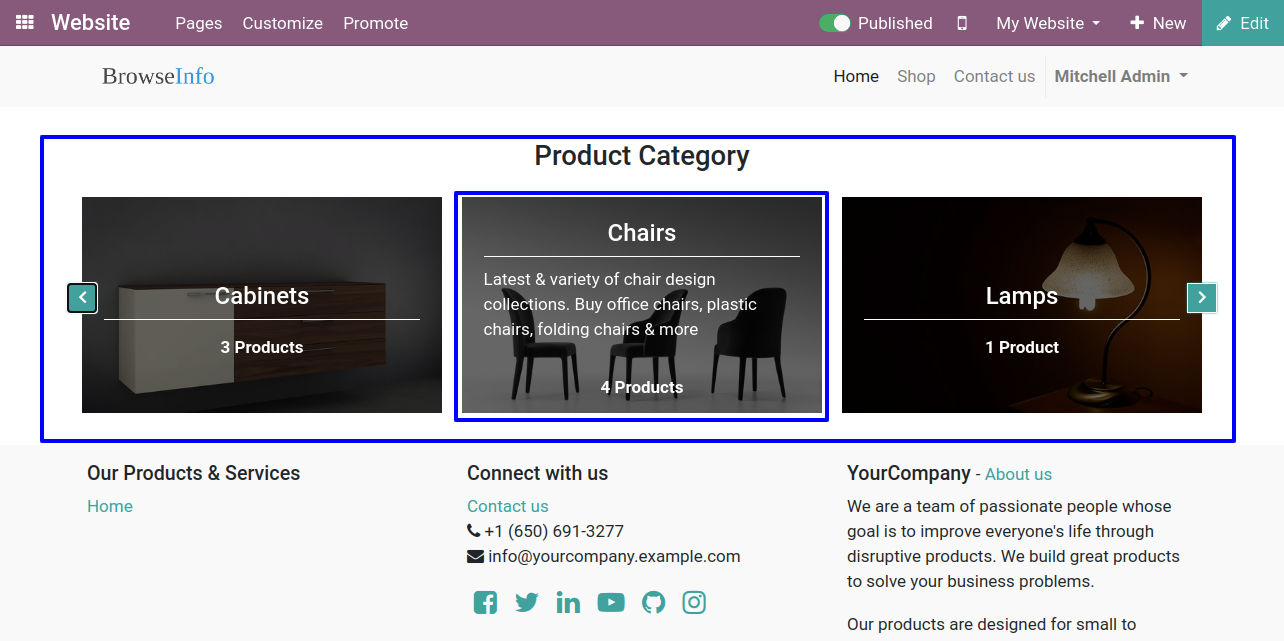 Website Pages Customize Promote Published My Website New Edit
BrowseInfo Home Shop Contact us Mitchell Admin
Product Category
Cabinets
3 Products
Chairs
Latest & variety of chair design
collections. Buy office chairs, plastic
chairs, folding chairs & more
4 Products
Lamps
1 Product
Our Products & Services
Home
Connect with us
Contact us
+1 (650) 691-3277
info@yourcompany.example.com
YourCompany - About us
We are a team of passionate people whose
goal is to improve everyone's life through
disruptive products. We build great products
to solve your business problems.
Our products are designed for small to